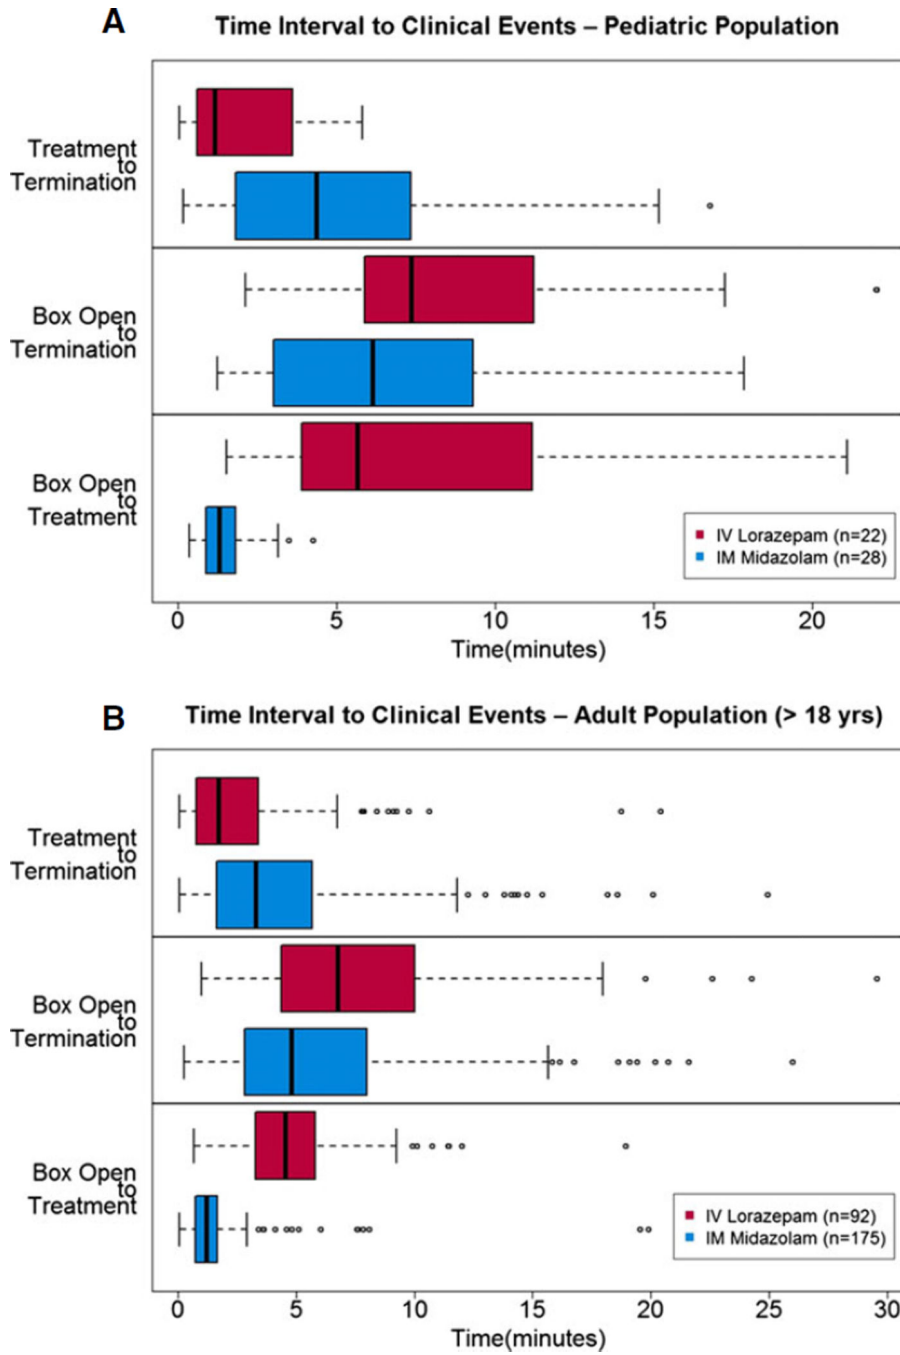 A
Time Interval to Clinical Events – Pediatric Population
Treatment
to
Termination
Box Open
to
Termination
Box Open
to
Treatment
IV Lorazepam (n=22)
IM Midazolam (n=28)
0 5 10 15 20
Time(minutes)
B
Time Interval to Clinical Events – Adult Population (> 18 yrs)
Treatment
to
Termination
Box Open
to
Termination
Box Open
to
Treatment
IV Lorazepam (n=92)
IM Midazolam (n=175)
0 5 10 15 20 25 30
Time(minutes)